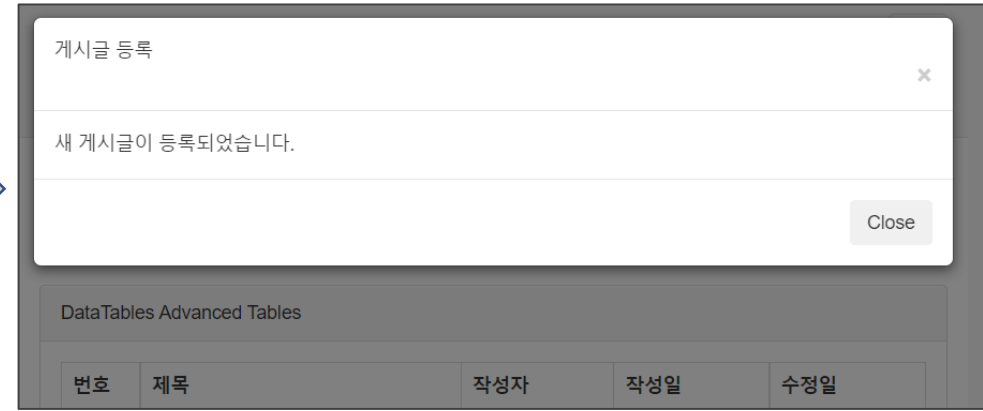 게시글 등록
×
새 게시글이 등록되었습니다.
Close
DataTables Advanced Tables
번호 제목 작성자 작성일 수정일